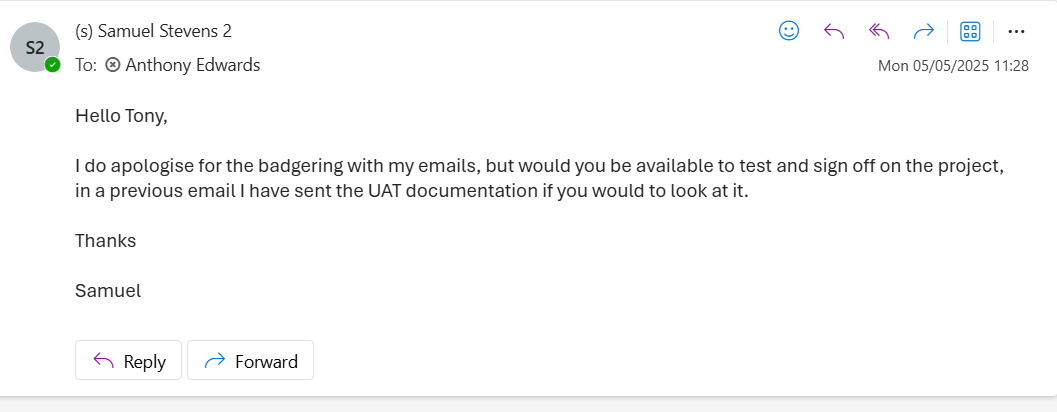 S2
(s) Samuel Stevens 2
To: Anthony Edwards
Mon 05/05/2025 11:28
Hello Tony,
I do apologise for the badgering with my emails, but would you be available to test and sign off on the project,
in a previous email I have sent the UAT documentation if you would to look at it.
Thanks
Samuel
Reply
Forward